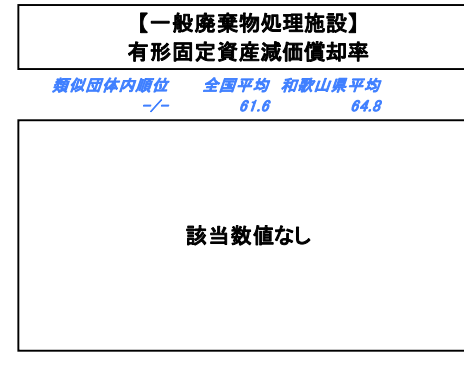 【一般廃棄物処理施設】
有形固定資産減価償却率
類似団体内順位 全国平均 和歌山県平均
-/- 61.6 64.8
該当数値なし